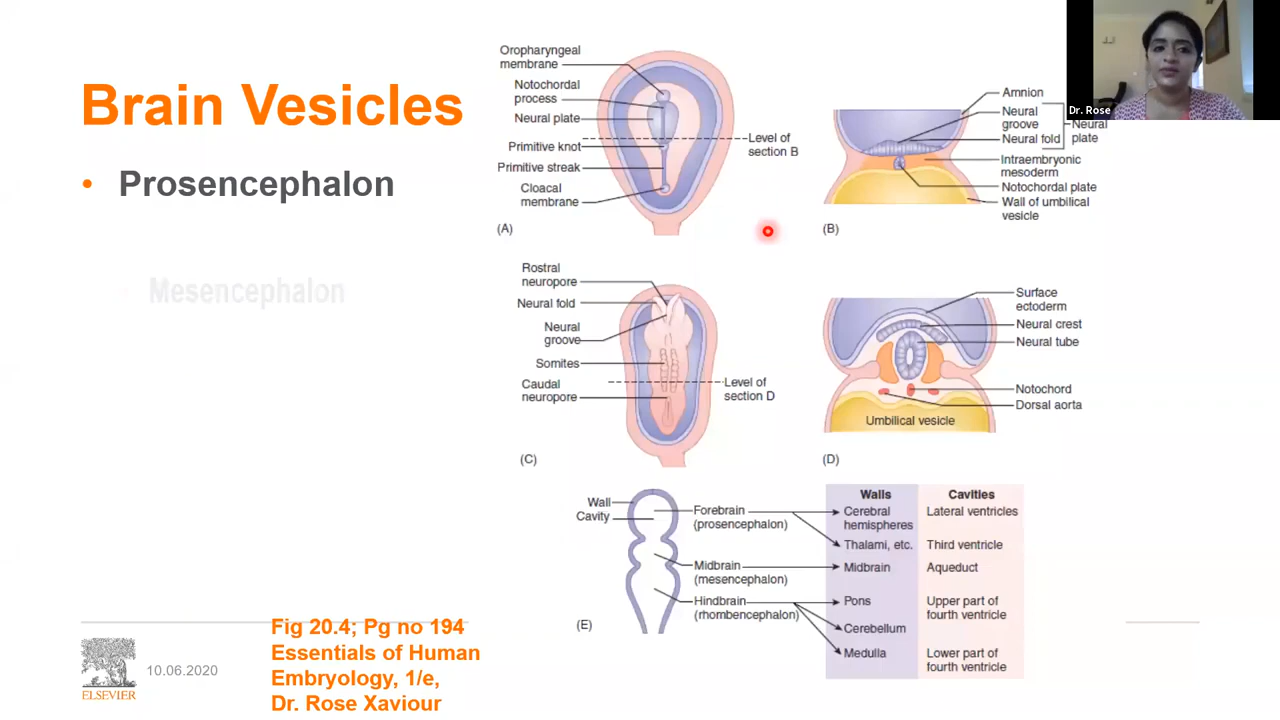 Brain Vesicles
• Prosencephalon
Mesencephalon
Oropharyngeal
membrane
Notochordal
process
Neural plate
Primitive knot
Primitive streak
Cloacal
membrane
Level of
section B
(A)
Amnion
Neural
groove
Neural fold
Neural
plate
Intraembryonic
mesoderm
Notochordal plate
Wall of umbilical
vesicle
(B)
Dr. Rose
Rostral
neuropore
Neural fold
Neural
groove
Somites
Caudal
neuropore
Level of
section D
(C)
Surface
ectoderm
Neural crest
Neural tube
Notochord
Dorsal aorta
Umbilical vesicle
(D)
Wall
Cavity
Forebrain
(prosencephalon)
Midbrain
(mesencephalon)
Hindbrain
(rhombencephalon)
(E)
Walls Cavities
Cerebral Lateral ventricles
hemispheres
Thalami, etc. Third ventricle
Midbrain Aqueduct
Pons Upper part of
fourth ventricle
Cerebellum
Medulla Lower part of
fourth ventricle
ELSEVIER
10.06.2020
Fig 20.4; Pg no 194
Essentials of Human
Embryology, 1/e,
Dr. Rose Xaviour